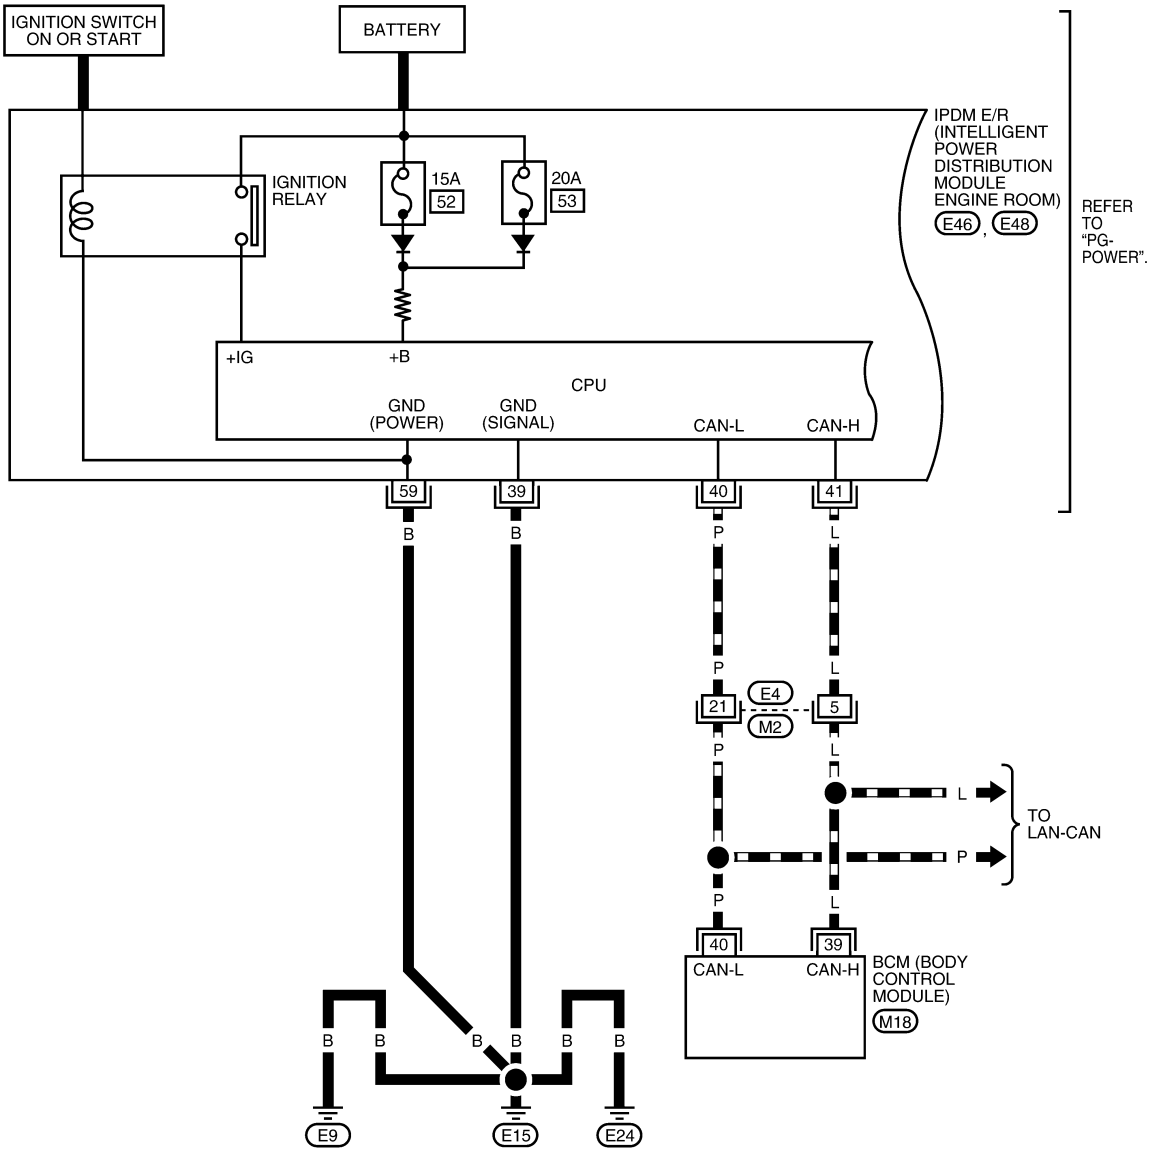 IGNITION SWITCH
ON OR START
BATTERY
IPDM E/R
(INTELLIGENT
POWER
DISTRIBUTION
MODULE
ENGINE ROOM)
E46 , E48
REFER
TO
“PG-
POWER”.
IGNITION
RELAY
15A
52
20A
53
+IG
+B
CPU
GND
(POWER)
GND
(SIGNAL)
CAN-L
CAN-H
59
39
40
41
B
B
P
L
P
L
21
E4
5
M2
P
L
L
TO
LAN-CAN
P
P
L
40
39
CAN-L
CAN-H
BCM (BODY
CONTROL
MODULE)
M18
B
B
B
B
B
B
E9
E15
E24